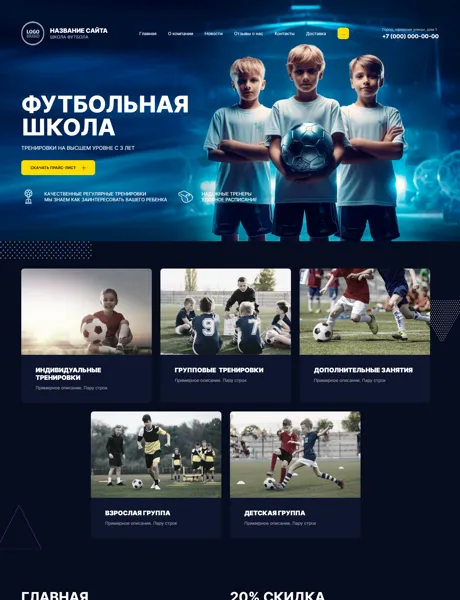 LOGO
НАЗВАНИЕ САЙТА
ШКОЛА ФУТБОЛА
Главная О компании Новости Отзывы о нас Контакты Доставка
Город, название улицы, дом 1
+7 (000) 000-00-00
ФУТБОЛЬНАЯ
ШКОЛА
ТРЕНИРОВКИ НА ВЫСШЕМ УРОВНЕ С 3 ЛЕТ
СКАЧАТЬ ПРАЙС-ЛИСТ
КАЧЕСТВЕННЫЕ РЕГУЛЯРНЫЕ ТРЕНИРОВКИ
МЫ ЗНАЕМ КАК ЗАИНТЕРЕСОВАТЬ ВАШЕГО РЕБЕНКА
НАДЕЖНЫЕ ТРЕНЕРЫ
УДОБНОЕ РАСПИСАНИЕ
9 7
ИНДИВИДУАЛЬНЫЕ
ТРЕНИРОВКИ
Примерное описание. Пару строк
ГРУППОВЫЕ ТРЕНИРОВКИ
Примерное описание. Пару строк
ДОПОЛНИТЕЛЬНЫЕ ЗАНЯТИЯ
Примерное описание. Пару строк
ВЗРОСЛАЯ ГРУППА
Примерное описание. Пару строк
ДЕТСКАЯ ГРУППА
Примерное описание. Пару строк
ГЛАВНАЯ
20% СКИДКА